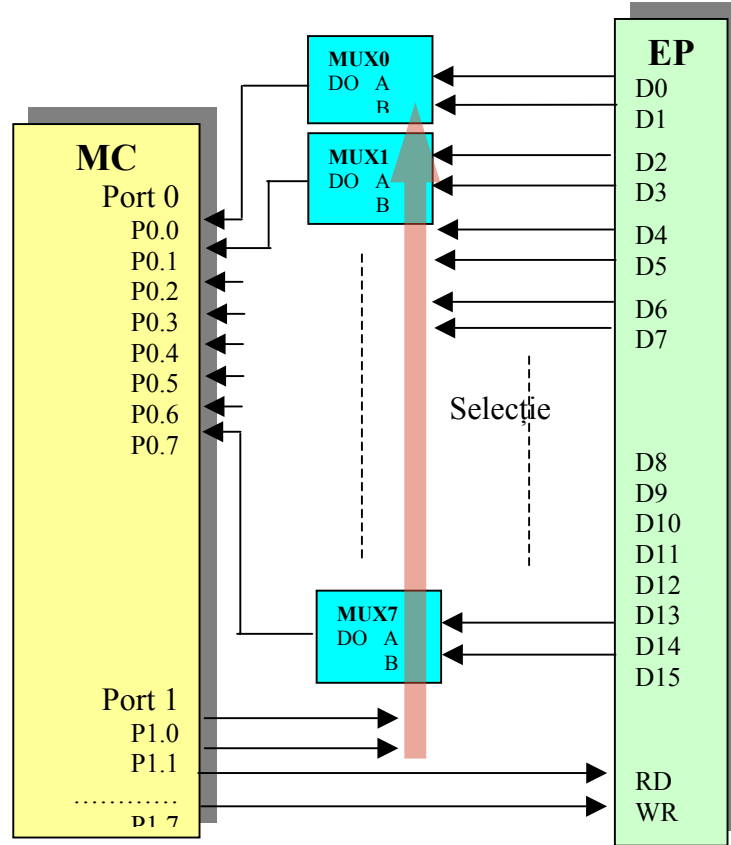 MC
Port 0
P0.0
P0.1
P0.2
P0.3
P0.4
P0.5
P0.6
P0.7
Port 1
P1.0
P1.1
.............
P1.7
MUX0
DO A
B
MUX1
DO A
B
Selecție
MUX7
DO A
B
EP
D0
D1
D2
D3
D4
D5
D6
D7
D8
D9
D10
D11
D12
D13
D14
D15
RD
WR